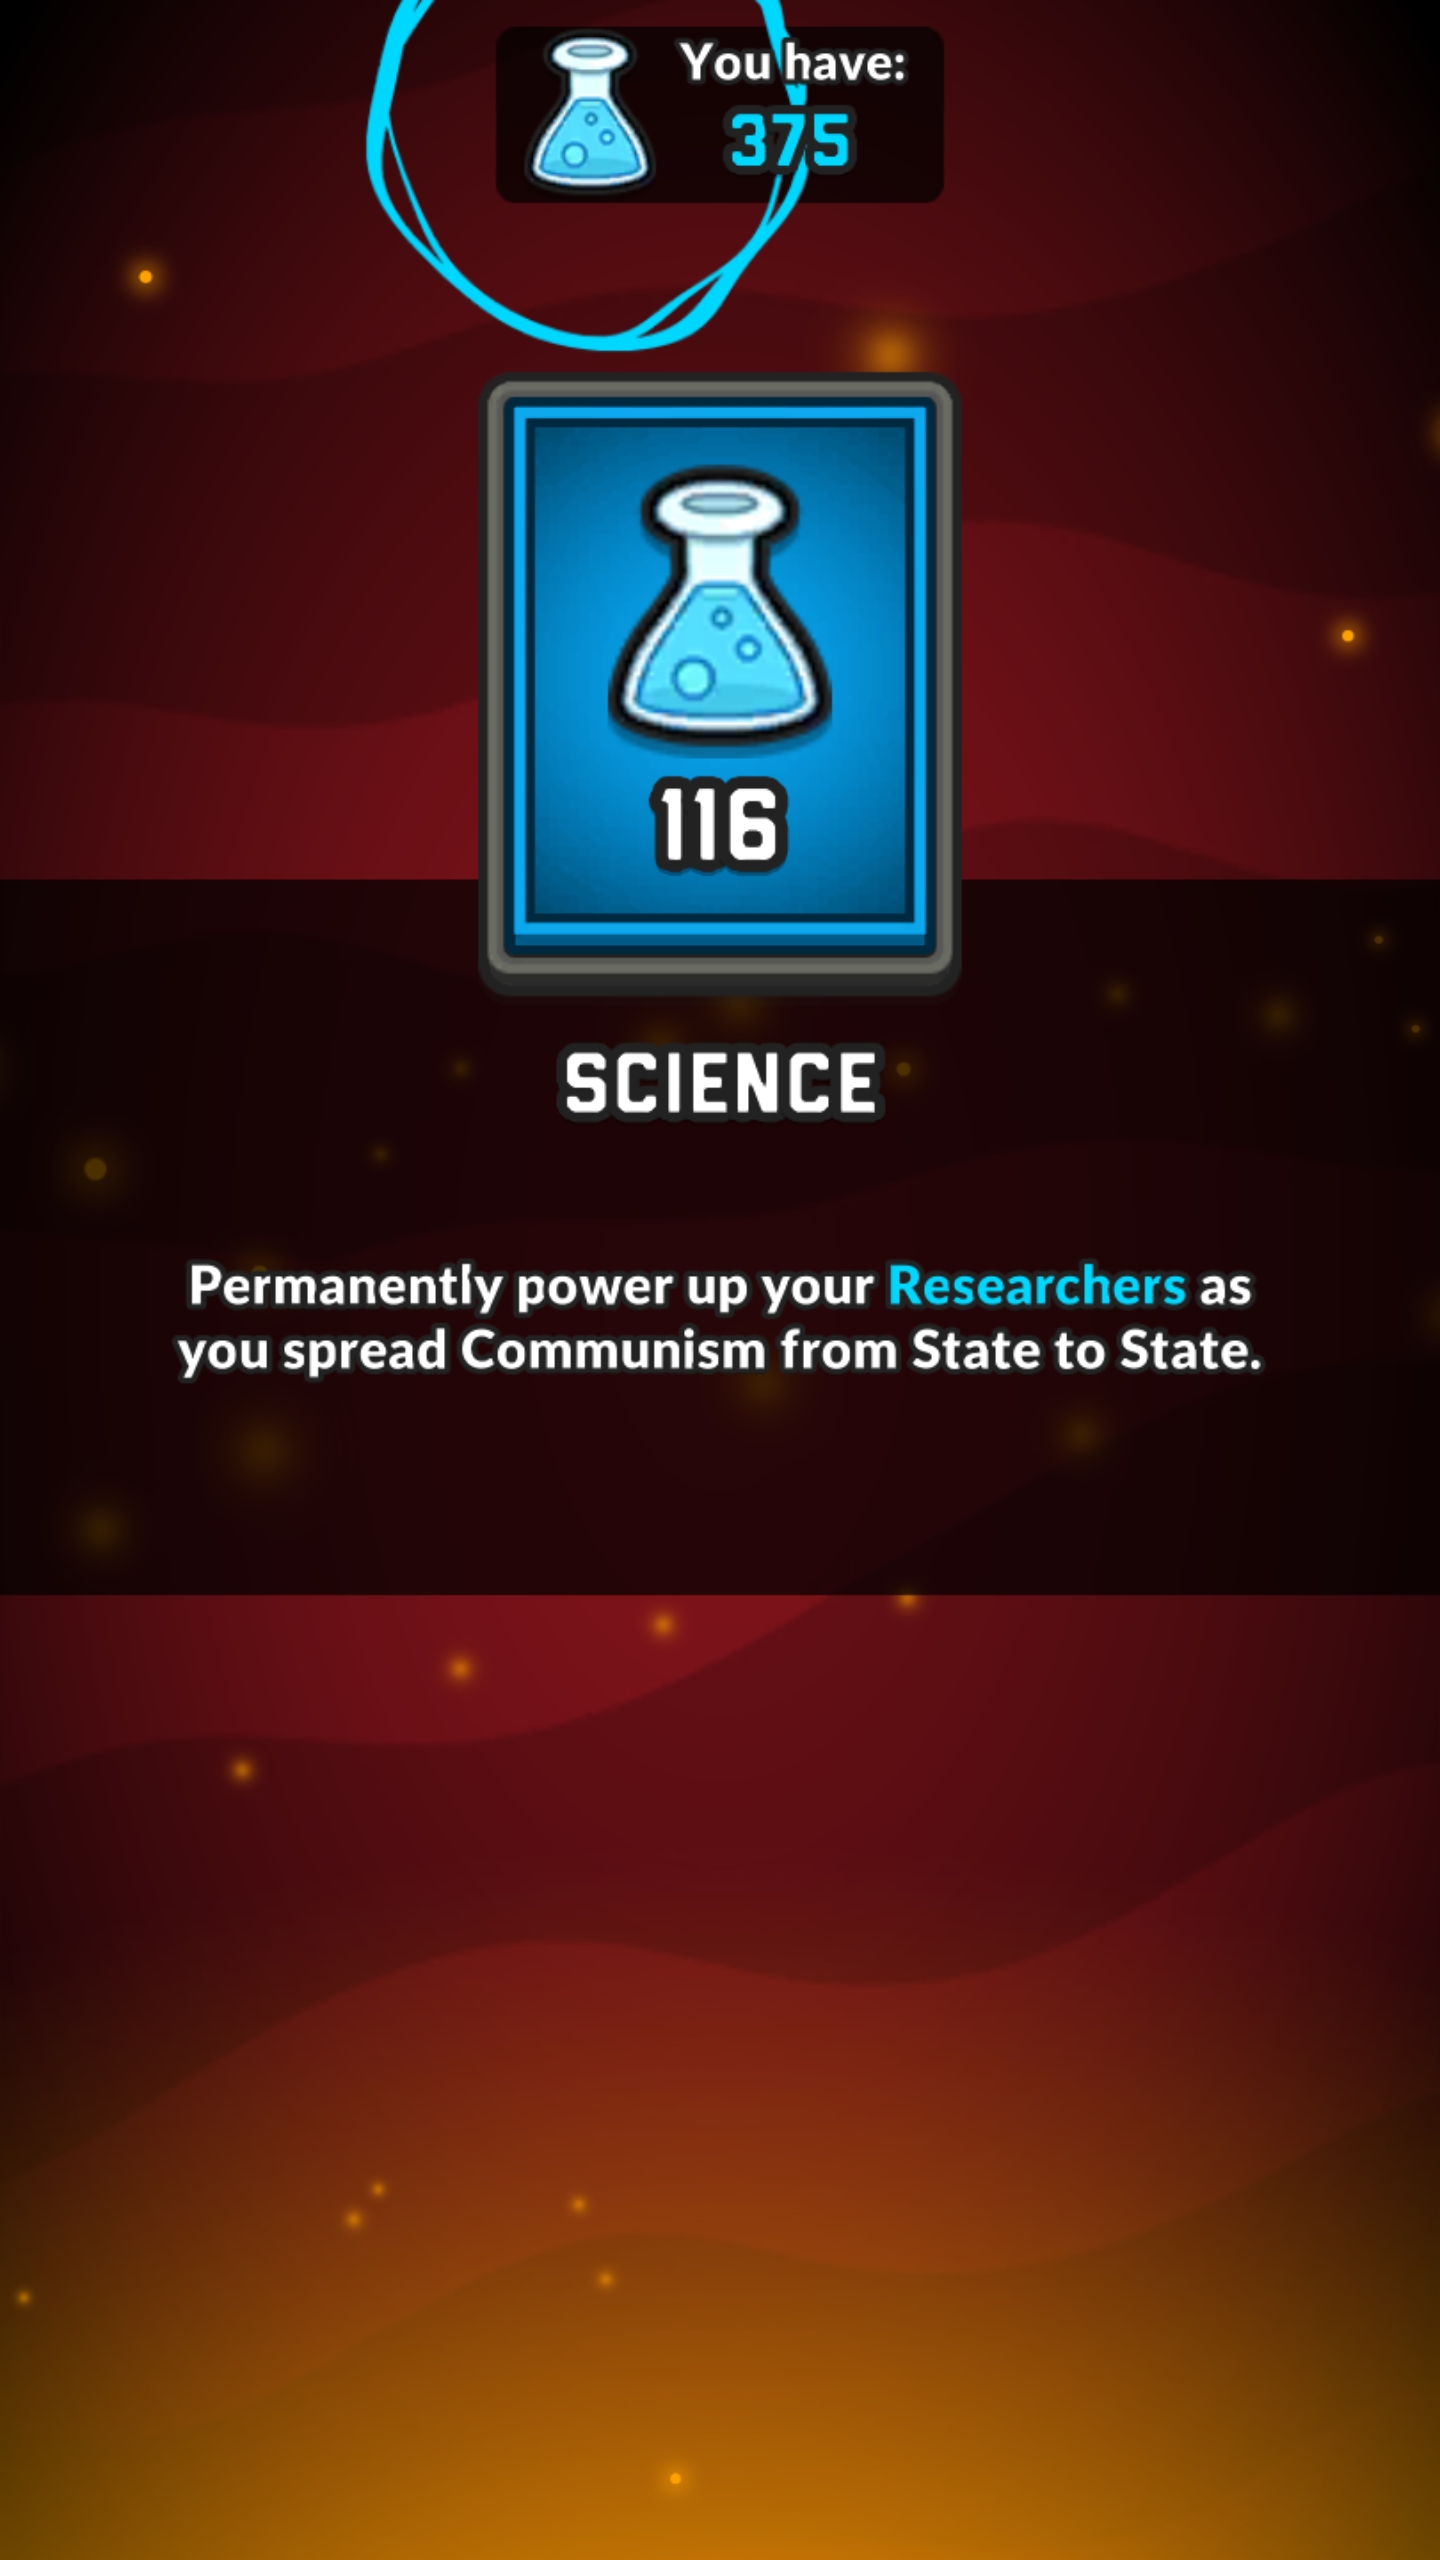 You have:
375
116
SCIENCE
Permanently power up your Researchers as
you spread Communism from State to State.